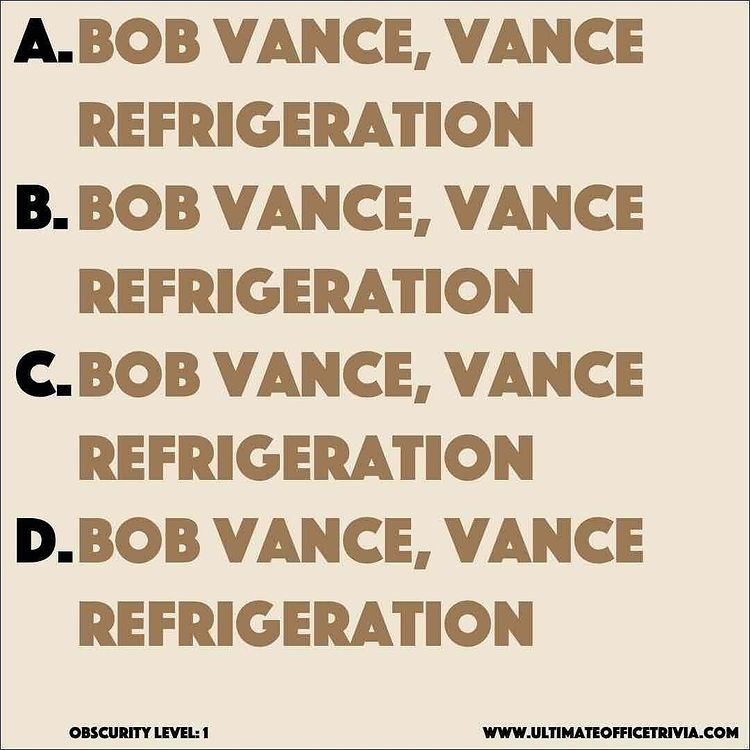 A. BOB VANCE, VANCE
REFRIGERATION
B. BOB VANCE, VANCE
REFRIGERATION
C. BOB VANCE, VANCE
REFRIGERATION
D. BOB VANCE, VANCE
REFRIGERATION
OBSCURITY LEVEL: 1
WWW.ULTIMATEOFFICETRIVIA.COM